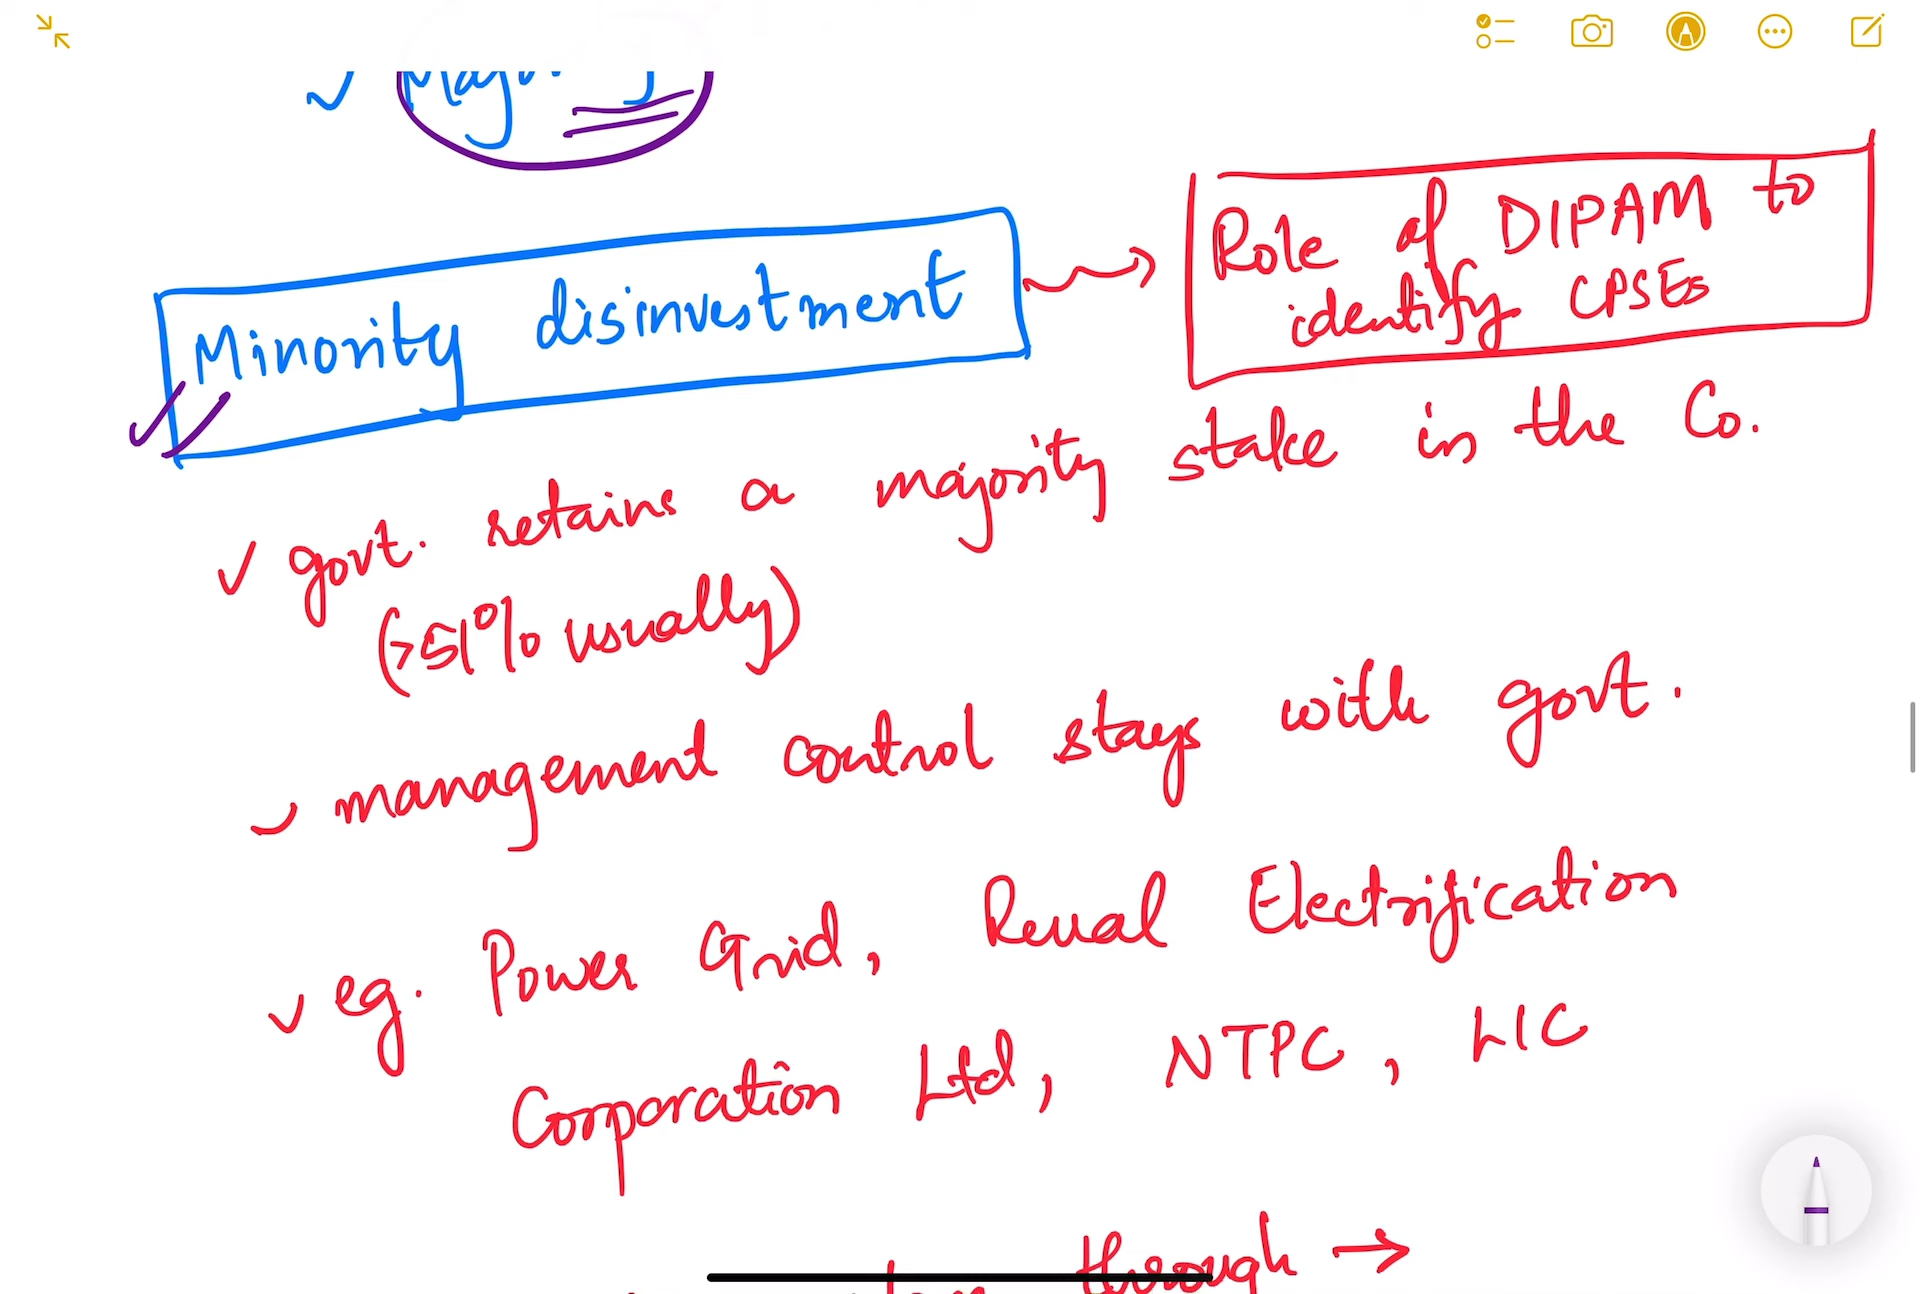 Minority disinvestment
Role of DIPAM to
identify CPSEs
govt. retains a majority stake in the Co.
(>51% usually)
management control stays with govt.
eg. Power Grid, Rural Electrification
Corporation Ltd, NTPC, LIC
through →